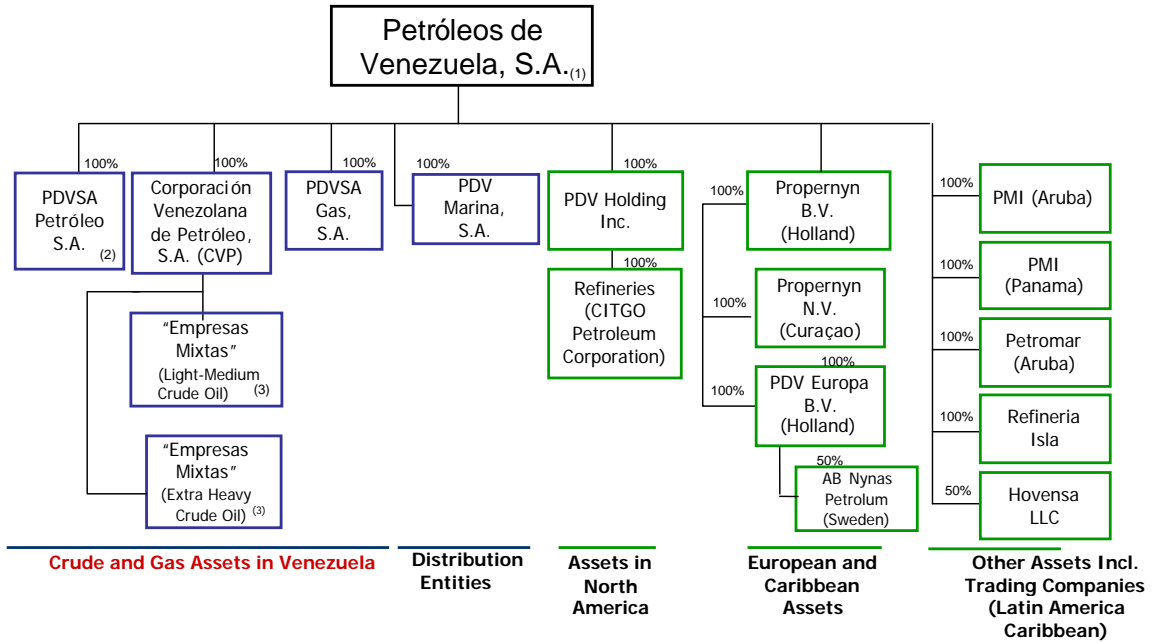 Petróleos de
Venezuela, S.A.(1)
100%
100%
100%
100%
100%
PDVSA
Petróleo
S.A. (2)
Corporación
Venezolana
de Petróleo,
S.A. (CVP)
PDVSA
Gas,
S.A.
PDV
Marina,
S.A.
PDV Holding
Inc.
100%
Refineries
(CITGO
Petroleum
Corporation)
100%
Propernyn
B.V.
(Holland)
100%
Propernyn
N.V.
(Curaçao)
100%
100%
PDV Europa
B.V.
(Holland)
50%
AB Nynas
Petrolum
(Sweden)
100%
PMI (Aruba)
100%
PMI
(Panama)
100%
Petromar
(Aruba)
100%
Refineria
Isla
50%
Hovensa
LLC
"Empresas
Mixtas"
(Light-Medium
Crude Oil) (3)
"Empresas
Mixtas"
(Extra Heavy
Crude Oil) (3)
Crude and Gas Assets in Venezuela
Distribution
Entities
Assets in
North
America
European and
Caribbean
Assets
Other Assets Incl.
Trading Companies
(Latin America
Caribbean)